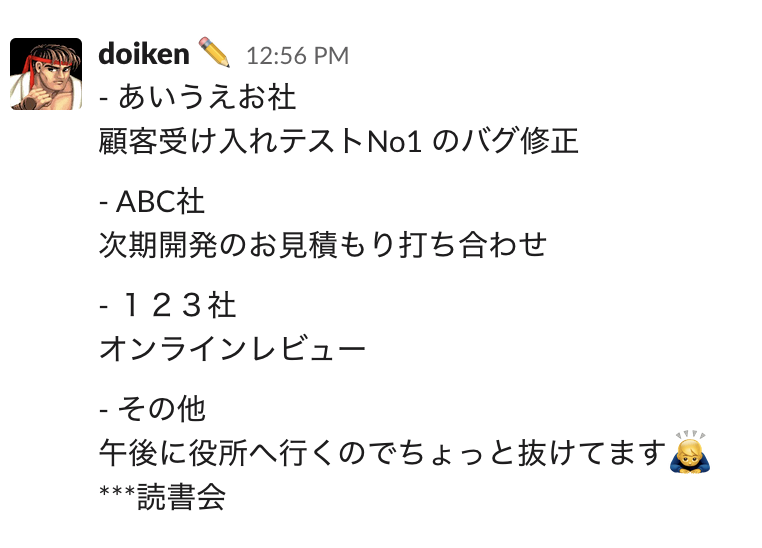 doiken ✏️ 12:56 PM
- あいうえお社
顧客受け入れテストNo1 のバグ修正
- ABC社
次期開発のお見積もり打ち合わせ
- １２３社
オンラインレビュー
- その他
午後に役所へ行くのでちょっと抜けてます🙇
***読書会